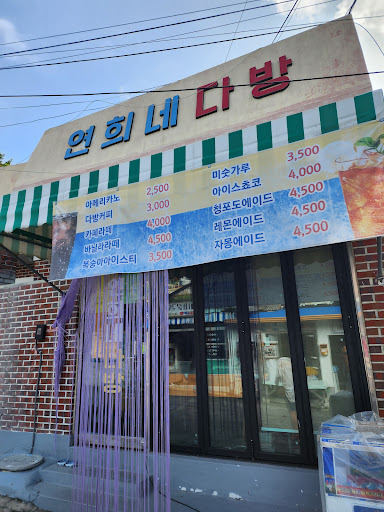 연희네 다방
아메리카노 2,500
다방커피 3,000
카페라떼 4,000
바닐라라떼 4,500
복숭아아이스티 4,500
미숫가루 3,500
아이스쵸코 4,000
청포도에이드 4,500
레몬에이드 4,500
자몽에이드 4,500